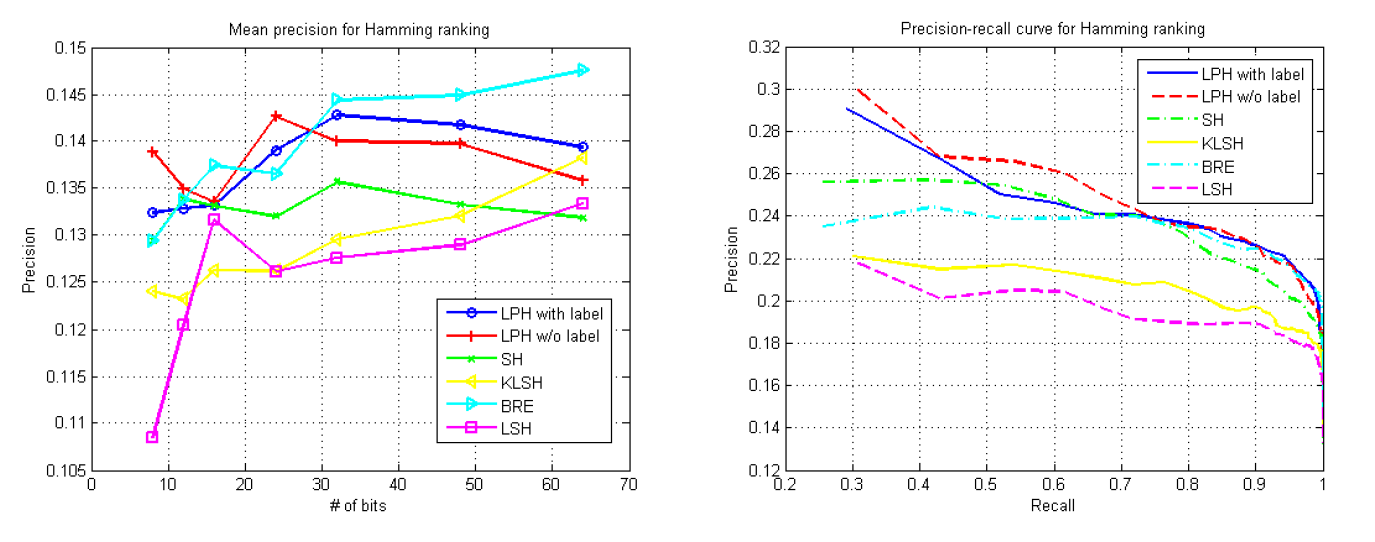 Mean precision for Hamming ranking
0.15
0.145
0.14
0.135
0.13
0.125
0.12
0.115
0.11
0.105
Precision
0 10 20 30 40 50 60 70
# of bits
LPH with label
LPH w/o label
SH
KLSH
BRE
LSH
Precision-recall curve for Hamming ranking
0.32
0.3
0.28
0.26
0.24
0.22
0.2
0.18
0.16
0.14
0.12
Precision
0.2 0.3 0.4 0.5 0.6 0.7 0.8 0.9 1
Recall
LPH with label
LPH w/o label
SH
KLSH
BRE
LSH